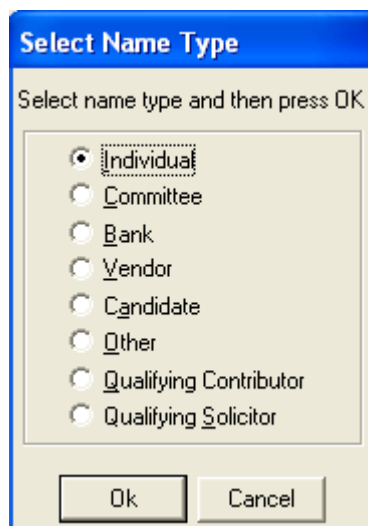 Select Name Type
Select name type and then press OK
Individual
Committee
Bank
Vendor
Candidate
Other
Qualifying Contributor
Qualifying Solicitor
Ok Cancel